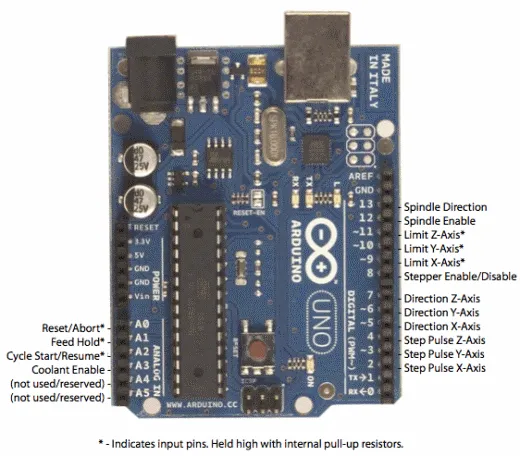 MADE
IN ITALY
AREF
GND
13
12
~11
~10
~9
8
7
~6
~5
4
~3
2
TX→1
RX←0
Spindle Direction
Spindle Enable
Limit Z-Axis*
Limit Y-Axis*
Limit X-Axis*
Stepper Enable/Disable
Direction Z-Axis
Direction Y-Axis
Direction X-Axis
Step Pulse Z-Axis
Step Pulse Y-Axis
Step Pulse X-Axis
DIGITAL (PWM~)
RX
TX
L
RESET-EN
ARDUINO
UNO
47
25V
47
25V
RESET
3.3V
5V
GND
GND
Vin
POWER
A0
A1
A2
A3
A4
A5
ANALOG IN
Reset/Abort*
Feed Hold*
Cycle Start/Resume*
Coolant Enable
(not used/reserved)
(not used/reserved)
RESET
ICSP
ON
WWW.ARDUINO.CC
* - Indicates input pins. Held high with internal pull-up resistors.